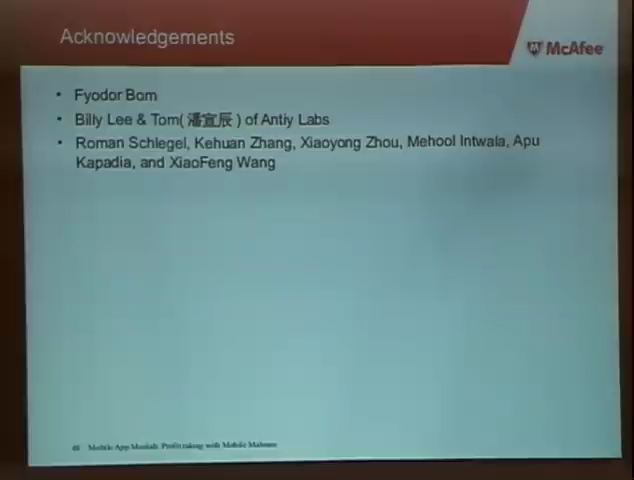 Acknowledgements
McAfee
• Fyodor Bom
• Billy Lee & Tom(潘宣辰) of Antiy Labs
• Roman Schlegel, Kehuan Zhang, Xiaoyong Zhou, Mehool Intwala, Apu
Kapadia, and XiaoFeng Wang
Mobile App Moolah: Profit taking with Mobile Malware